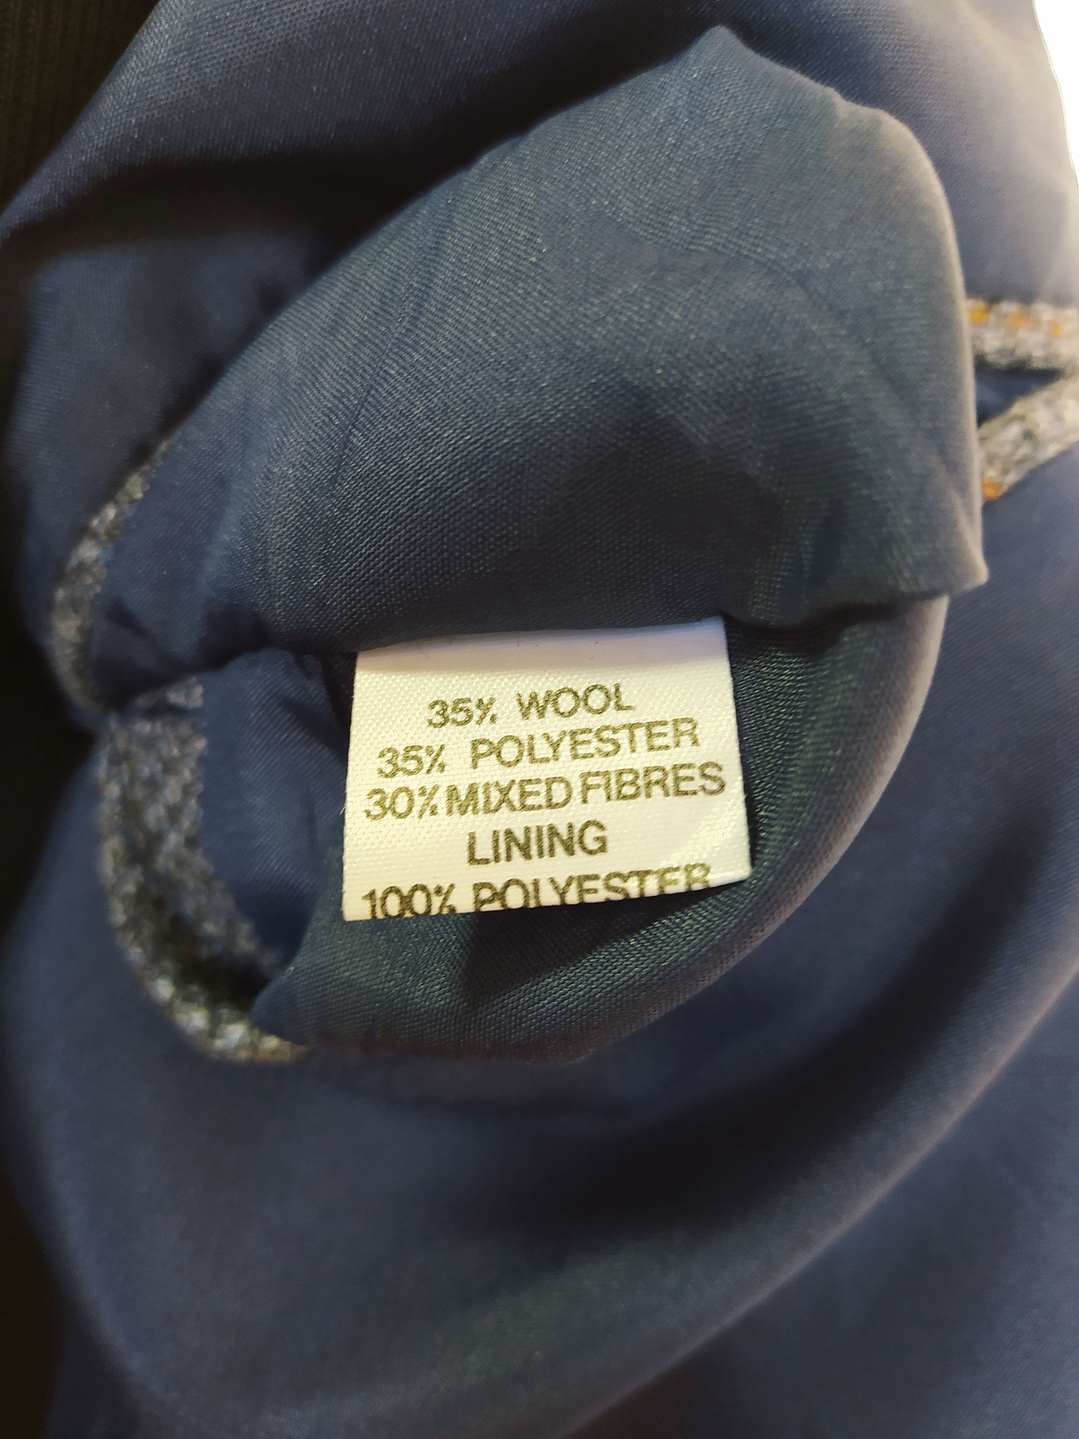 35% WOOL
35% POLYESTER
30% MIXED FIBRES
LINING
100% POLYESTER